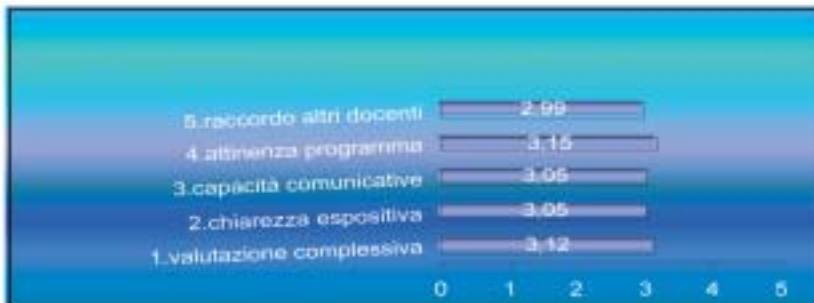 5.raccordo altri docenti 2,99
4.attinenza programma 3,15
3.capacità comunicative 3,05
2.chiarezza espositiva 3,05
1.valutazione complessiva 3,12
0 1 2 3 4 5